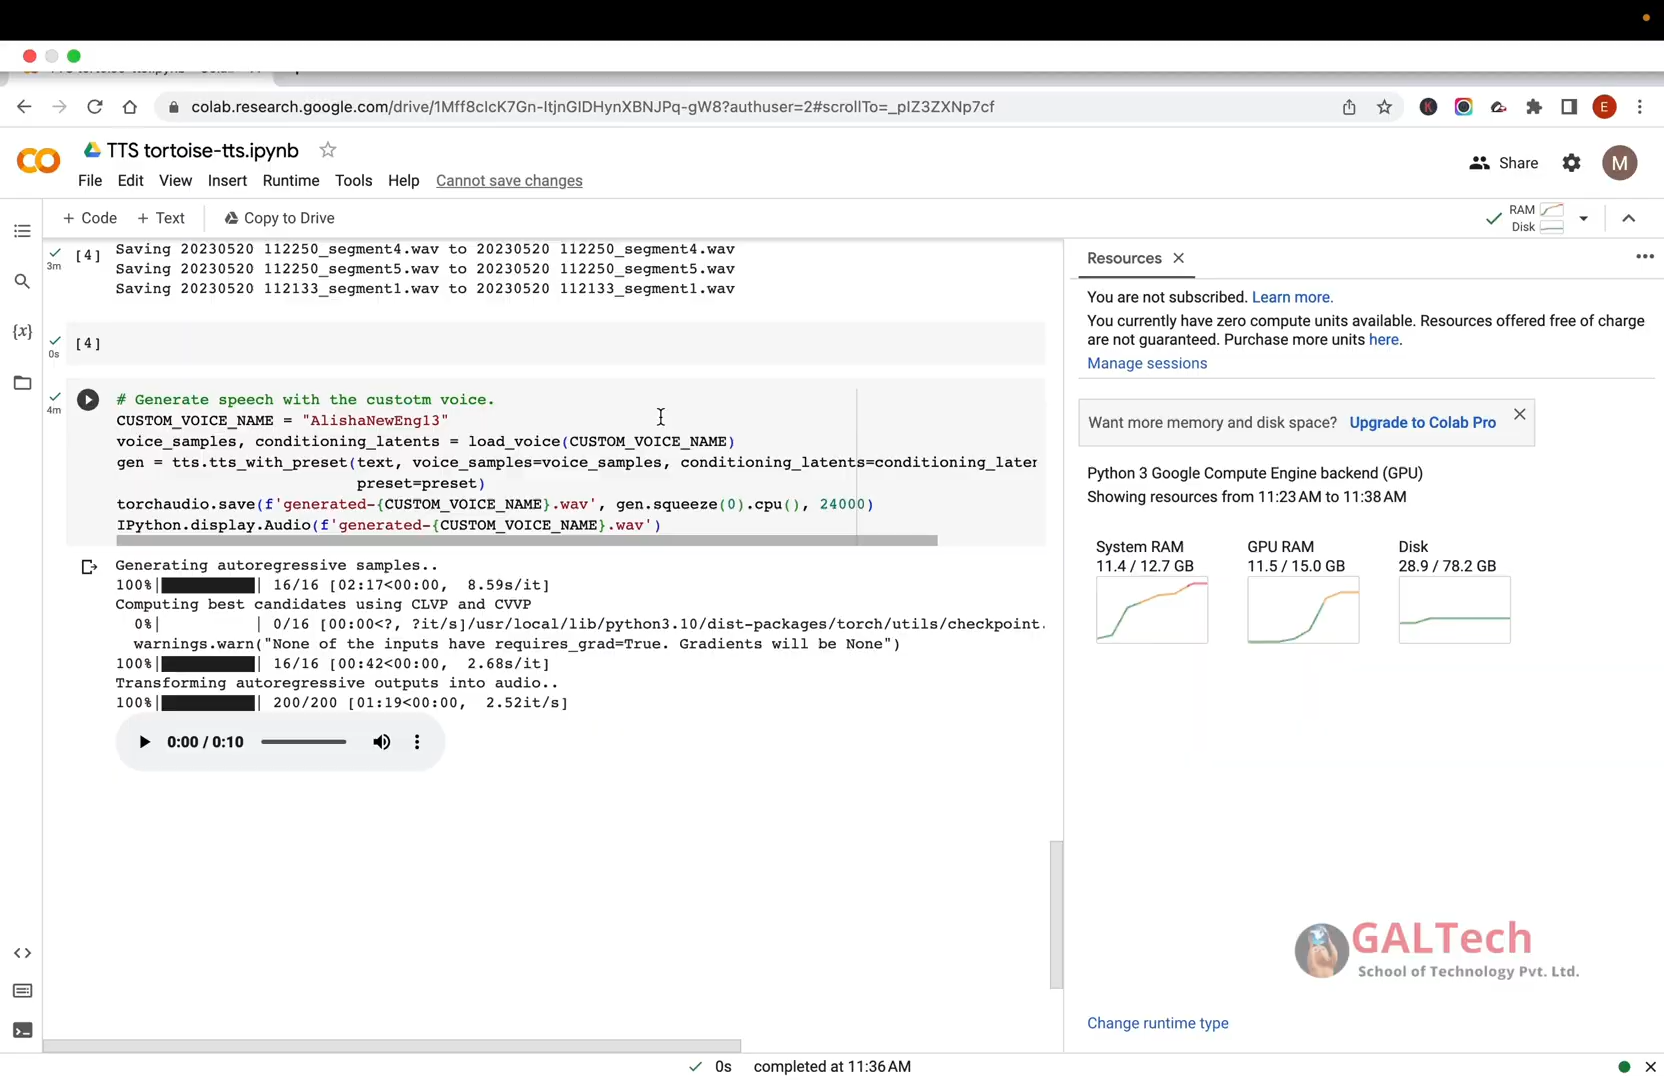 colab.research.google.com/drive/1Mff8clcK7Gn-ItjnGIDHynXBNJPq-gW8?authuser=2#scrollTo=_pIZ3ZXNp7cf
E
CO
TTS tortoise-tts.ipynb
Share
M
File Edit View Insert Runtime Tools Help Cannot save changes
+ Code + Text Copy to Drive
RAM
Disk
3m
[4]
Saving 20230520 112250_segment4.wav to 20230520 112250_segment4.wav
Saving 20230520 112250_segment5.wav to 20230520 112250_segment5.wav
Saving 20230520 112133_segment1.wav to 20230520 112133_segment1.wav
{x}
0s
[4]
4m
# Generate speech with the custotm voice.
CUSTOM_VOICE_NAME = "AlishaNewEng13"
voice_samples, conditioning_latents = load_voice(CUSTOM_VOICE_NAME)
gen = tts.tts_with_preset(text, voice_samples=voice_samples, conditioning_latents=conditioning_later
preset=preset)
torchaudio.save(f'generated-{CUSTOM_VOICE_NAME}.wav', gen.squeeze(0).cpu(), 24000)
IPython.display.Audio(f'generated-{CUSTOM_VOICE_NAME}.wav')
Generating autoregressive samples..
100%| | 16/16 [02:17<00:00, 8.59s/it]
Computing best candidates using CLVP and CVVP
0%| | 0/16 [00:00<?, ?it/s]/usr/local/lib/python3.10/dist-packages/torch/utils/checkpoint.
warnings.warn("None of the inputs have requires_grad=True. Gradients will be None")
100%| | 16/16 [00:42<00:00, 2.68s/it]
Transforming autoregressive outputs into audio..
100%| | 200/200 [01:19<00:00, 2.52it/s]
0:00 / 0:10
Resources
You are not subscribed. Learn more.
You currently have zero compute units available. Resources offered free of charge
are not guaranteed. Purchase more units here.
Manage sessions
Want more memory and disk space? Upgrade to Colab Pro
Python 3 Google Compute Engine backend (GPU)
Showing resources from 11:23 AM to 11:38 AM
System RAM
11.4 / 12.7 GB
GPU RAM
11.5 / 15.0 GB
Disk
28.9 / 78.2 GB
GALTech
School of Technology Pvt. Ltd.
Change runtime type
0s completed at 11:36 AM